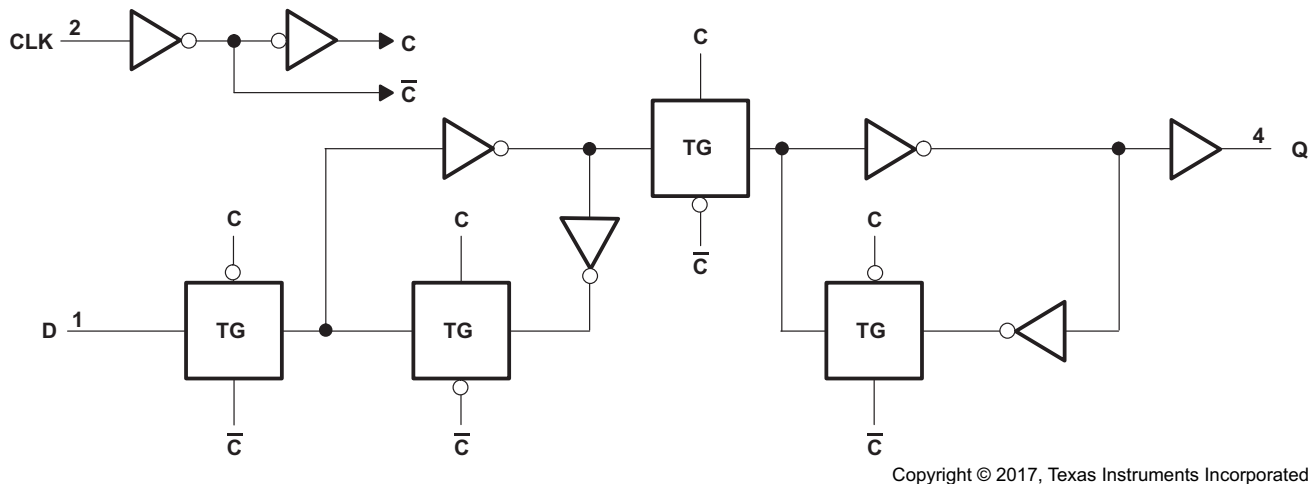 CLK 2
C
C̅
C
TG
4
Q
C̅
C
C
C
D 1
TG
TG
TG
C̅
C̅
C̅
Copyright © 2017, Texas Instruments Incorporated